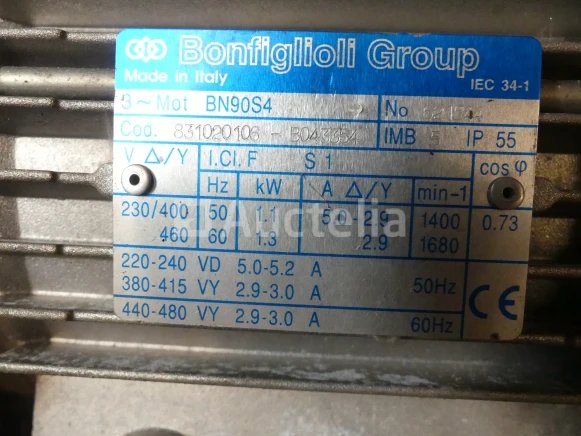 Bonfiglioli Group
Made in Italy
IEC 34-1
3~Mot BN90S4 No
Cod. 831020106 - IMB 5 IP 55
V △/Y I.Cl. F S 1 cos φ
Hz kW A △/Y min-1
230/400 50 1.1 5.0 2.9 1400 0.73
460 60 1.3 2.9 1680
Auctelia
220-240 VD 5.0-5.2 A
380-415 VY 2.9-3.0 A 50Hz
440-480 VY 2.9-3.0 A 60Hz
CE